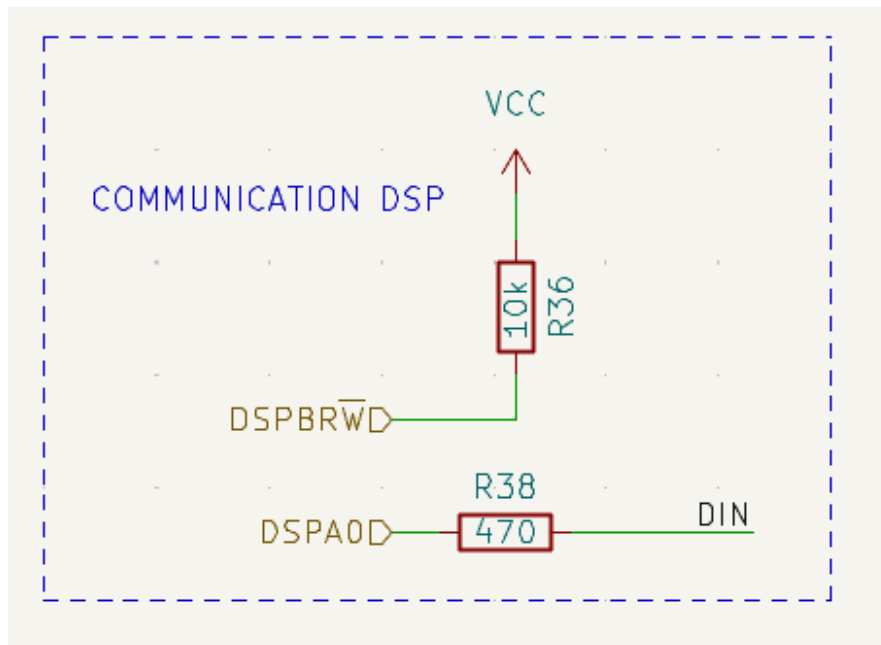 VCC
COMMUNICATION DSP
10k
R36
DSPBRW̅
R38
DSPA0
470
DIN